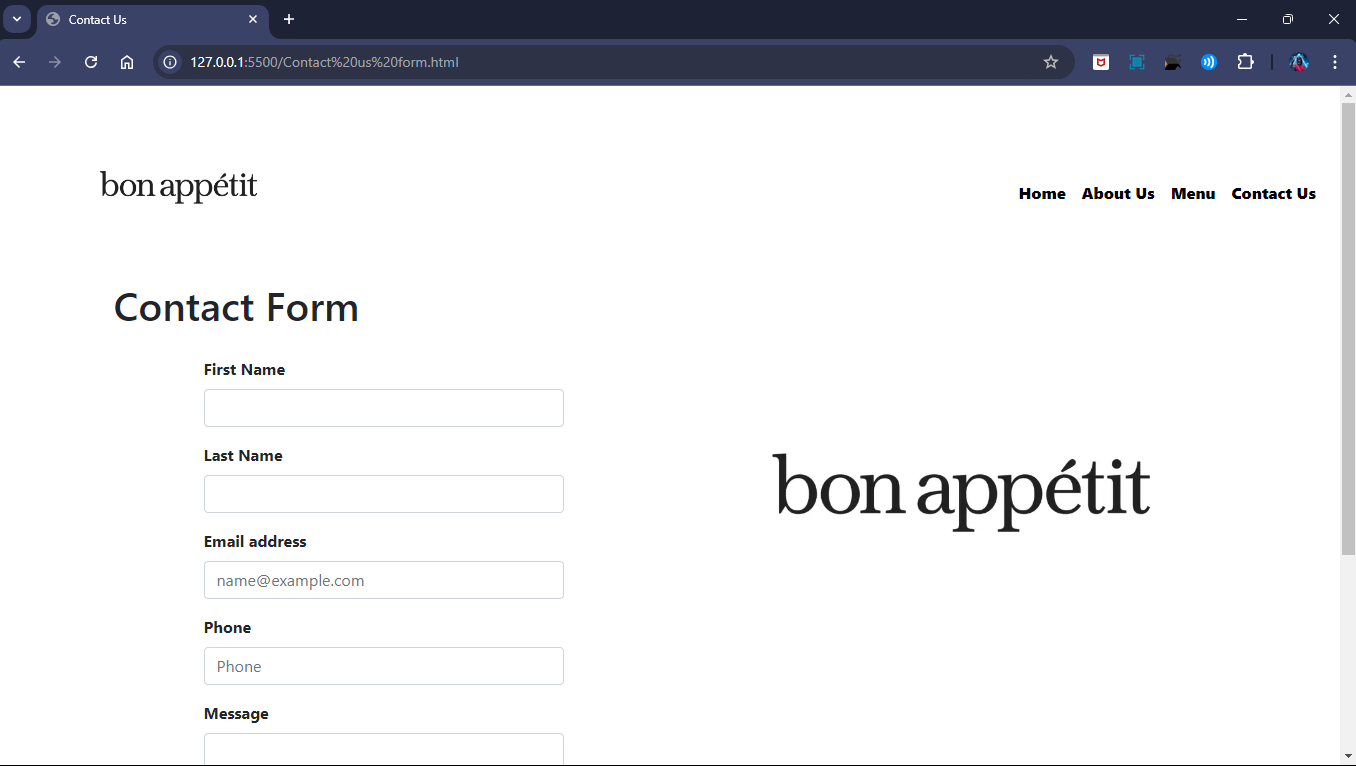 Contact Us
127.0.0.1:5500/Contact%20us%20form.html
bon appétit
Home About Us Menu Contact Us
Contact Form
First Name
Last Name
Email address
name@example.com
Phone
Phone
Message
bon appétit